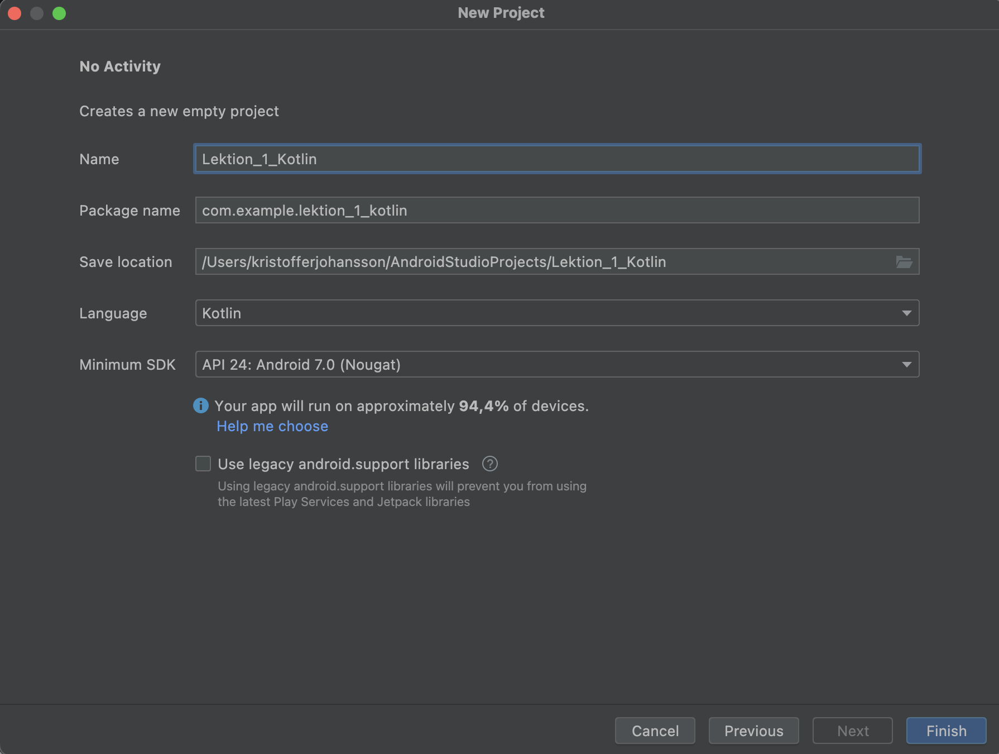 New Project
No Activity
Creates a new empty project
Name
Lektion_1_Kotlin
Package name
com.example.lektion_1_kotlin
Save location
/Users/kristofferjohansson/AndroidStudioProjects/Lektion_1_Kotlin
Language
Kotlin
Minimum SDK
API 24: Android 7.0 (Nougat)
Your app will run on approximately 94,4% of devices.
Help me choose
Use legacy android.support libraries ?
Using legacy android.support libraries will prevent you from using
the latest Play Services and Jetpack libraries
Cancel
Previous
Next
Finish